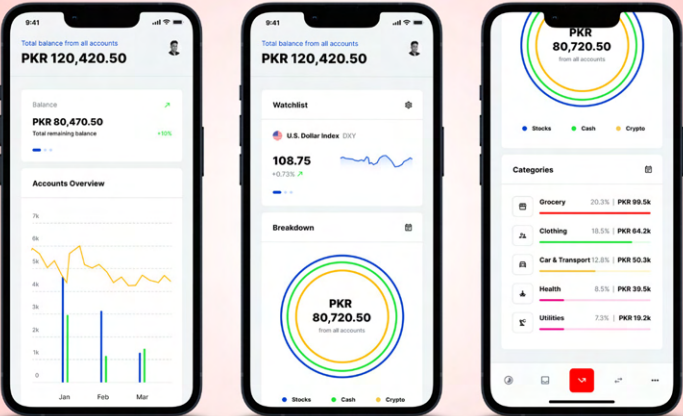 9:41
Total balance from all accounts
PKR 120,420.50
Balance
PKR 80,470.50
Total remaining balance
+10%
Accounts Overview
7k
6k
5k
4k
3k
2k
1k
0
Jan Feb Mar
9:41
Total balance from all accounts
PKR 120,420.50
Watchlist
U.S. Dollar Index DXY
108.75
+0.73%
Breakdown
PKR
80,720.50
from all accounts
Stocks Cash Crypto
PKR
80,720.50
from all accounts
Stocks Cash Crypto
Categories
Grocery 20.3% | PKR 99.5k
Clothing 18.5% | PKR 64.2k
Car & Transport 12.8% | PKR 50.3k
Health 8.5% | PKR 39.5k
Utilities 7.3% | PKR 19.2k